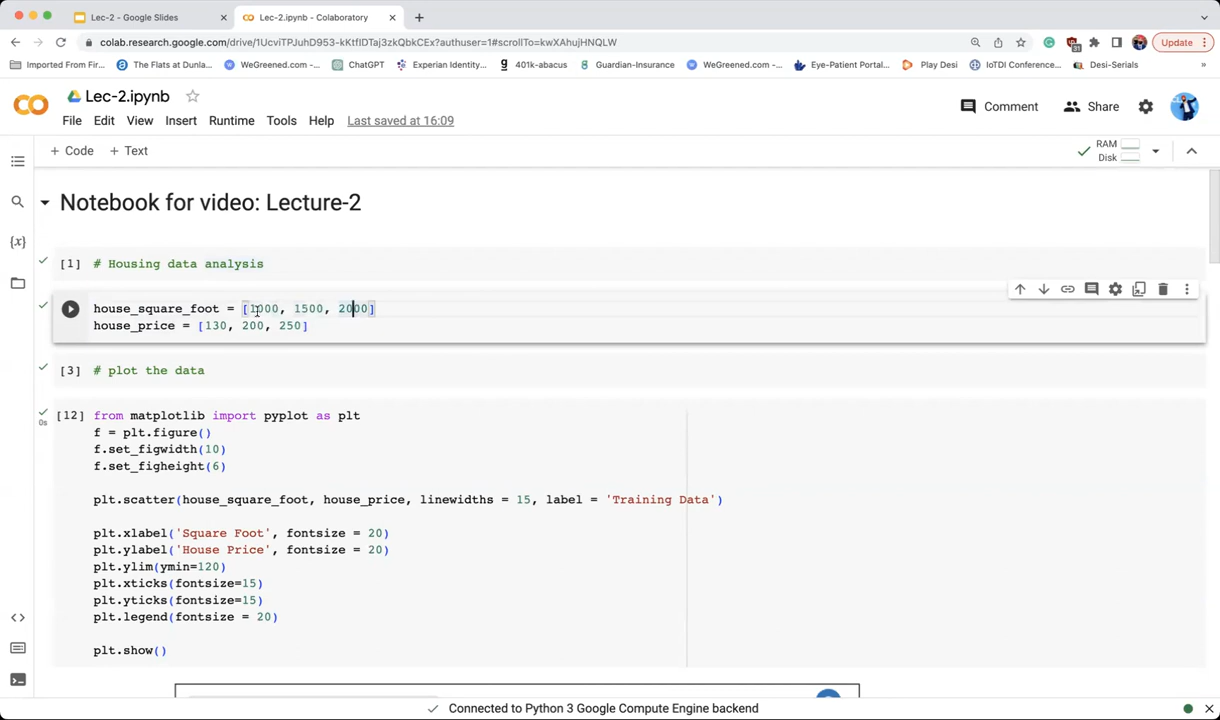 Lec-2 - Google Slides
Lec-2.ipynb - Colaboratory
colab.research.google.com/drive/1UcviTPJuhD953-kKtfIDTaj3zkQbkCEx?authuser=1#scrollTo=kwXAhujHNQLW
Update
Imported From Fir...
The Flats at Dunla...
WeGreened.com -...
ChatGPT
Experian Identity...
401k-abacus
Guardian-Insurance
WeGreened.com -...
Eye-Patient Portal...
Play Desi
IoTDI Conference...
Desi-Serials
Lec-2.ipynb
Comment
Share
File Edit View Insert Runtime Tools Help Last saved at 16:09
+ Code + Text
RAM
Disk
Notebook for video: Lecture-2
[1] # Housing data analysis
house_square_foot = [1000, 1500, 2000]
house_price = [130, 200, 250]
[3] # plot the data
[12] from matplotlib import pyplot as plt
0s
f = plt.figure()
f.set_figwidth(10)
f.set_figheight(6)
plt.scatter(house_square_foot, house_price, linewidths = 15, label = 'Training Data')
plt.xlabel('Square Foot', fontsize = 20)
plt.ylabel('House Price', fontsize = 20)
plt.ylim(ymin=120)
plt.xticks(fontsize=15)
plt.yticks(fontsize=15)
plt.legend(fontsize = 20)
plt.show()
Connected to Python 3 Google Compute Engine backend